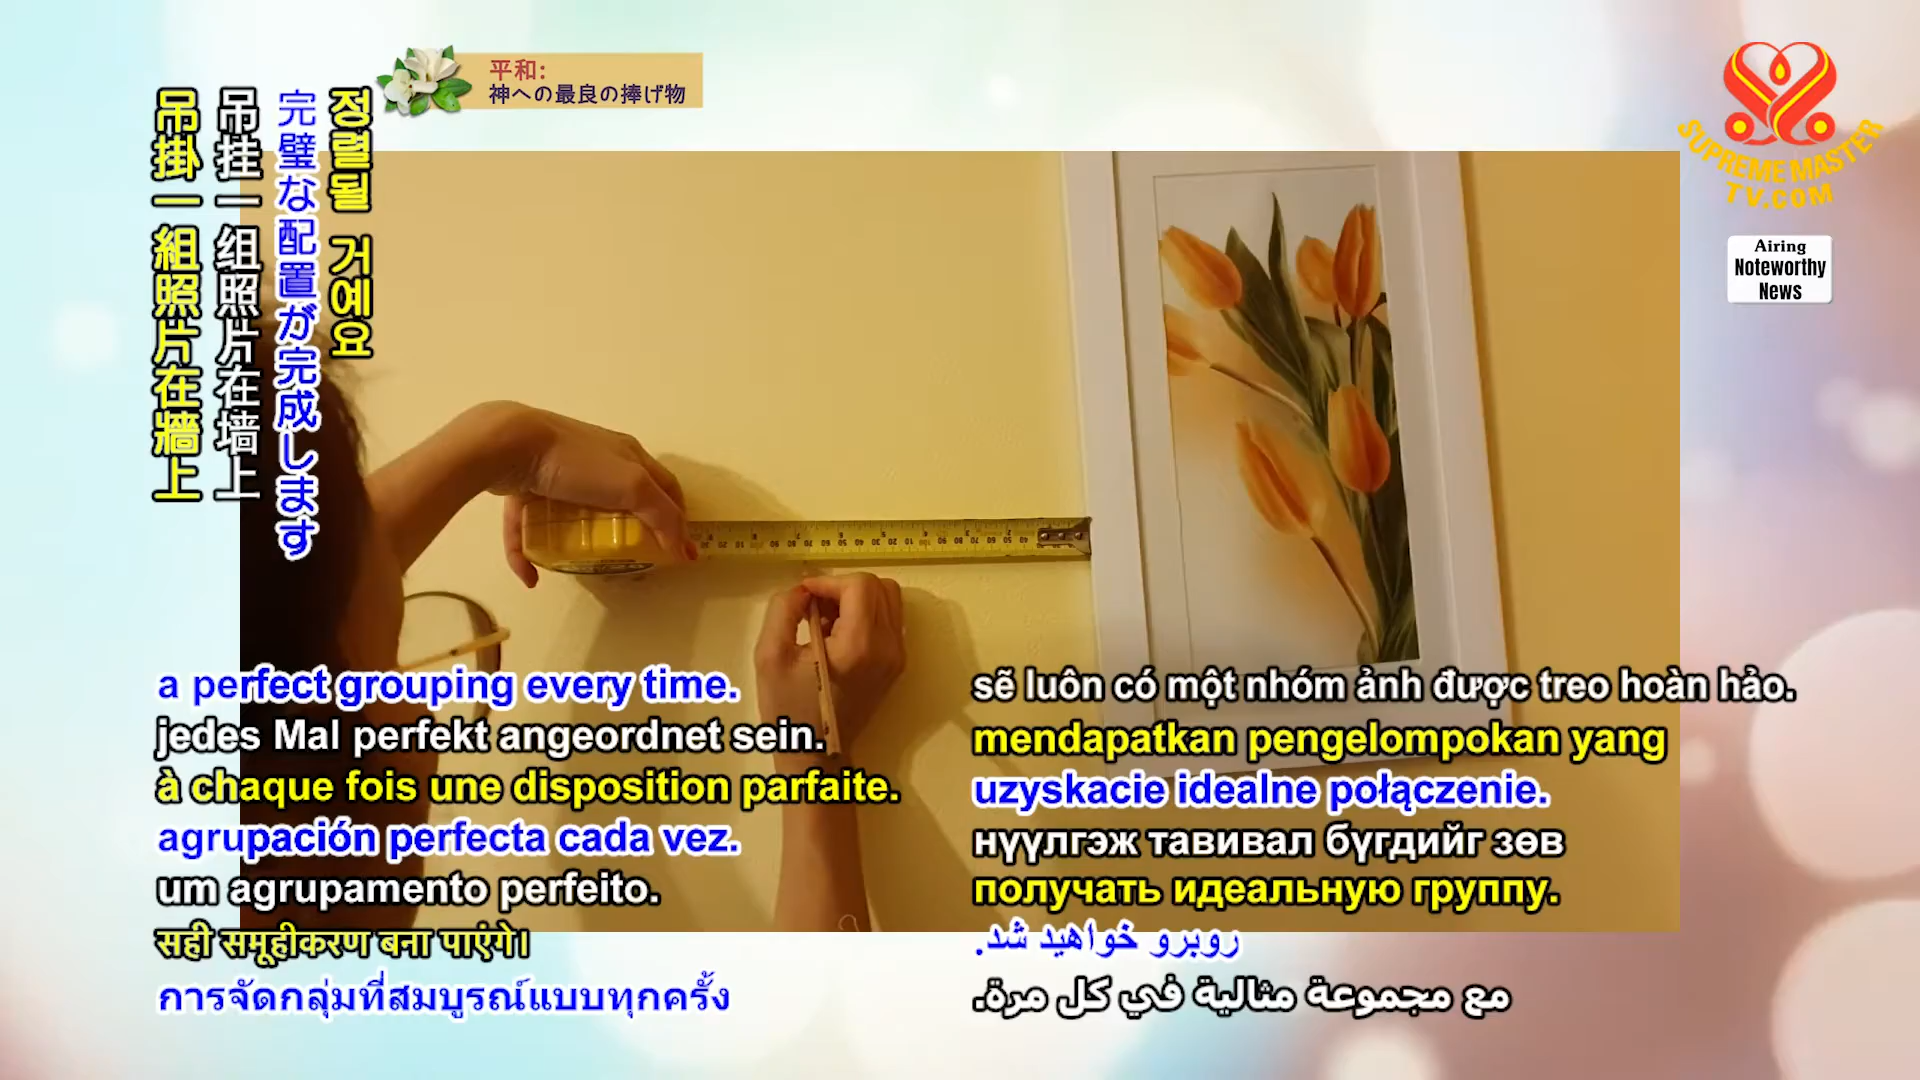 平和:
神への最良の捧げ物
SUPREME MASTER
TV.COM
Airing
Noteworthy
News
정렬될 거예요
完璧な配置が完成します
吊挂一组照片在墙上
吊掛一組照片在牆上
a perfect grouping every time.
jedes Mal perfekt angeordnet sein.
à chaque fois une disposition parfaite.
agrupación perfecta cada vez.
um agrupamento perfeito.
सही समूहीकरण बना पाएंगे।
การจัดกลุ่มที่สมบูรณ์แบบทุกครั้ง
sẽ luôn có một nhóm ảnh được treo hoàn hảo.
mendapatkan pengelompokan yang
uzyskacie idealne połączenie.
нүүлгэж тавивал бүгдийг зөв
получать идеальную группу.
روبرو خواهید شد.
مع مجموعة مثالية في كل مرة.